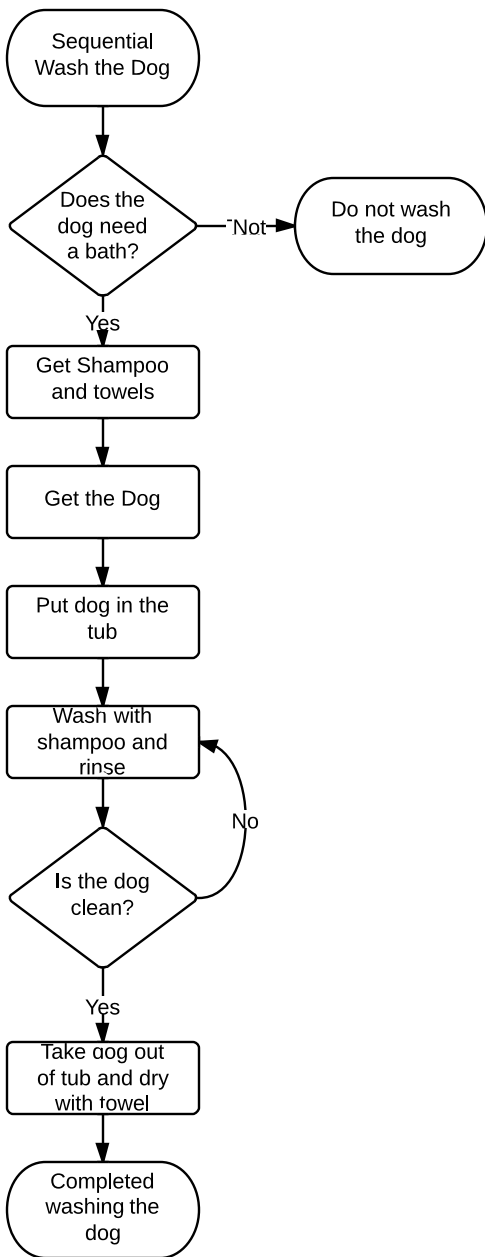 Sequential
Wash the Dog
Does the
dog need
a bath?
Not
Do not wash
the dog
Yes
Get Shampoo
and towels
Get the Dog
Put dog in the
tub
Wash with
shampoo and
rinse
No
Is the dog
clean?
Yes
Take dog out
of tub and dry
with towel
Completed
washing the
dog